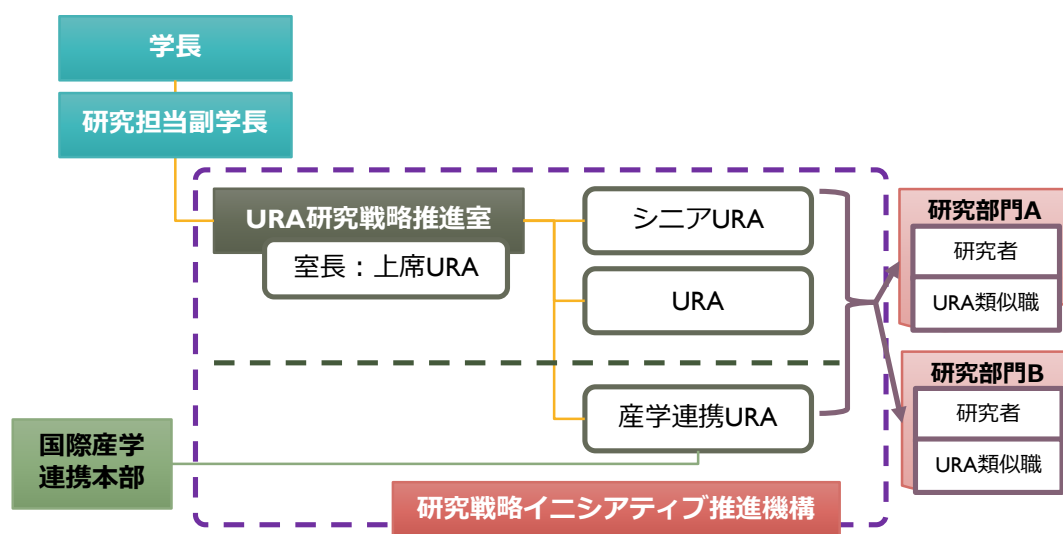 学長
研究担当副学長
URA研究戦略推進室
室長：上席URA
シニアURA
URA
産学連携URA
研究部門A
研究者
URA類似職
研究部門B
研究者
URA類似職
国際産学
連携本部
研究戦略イニシアティブ推進機構